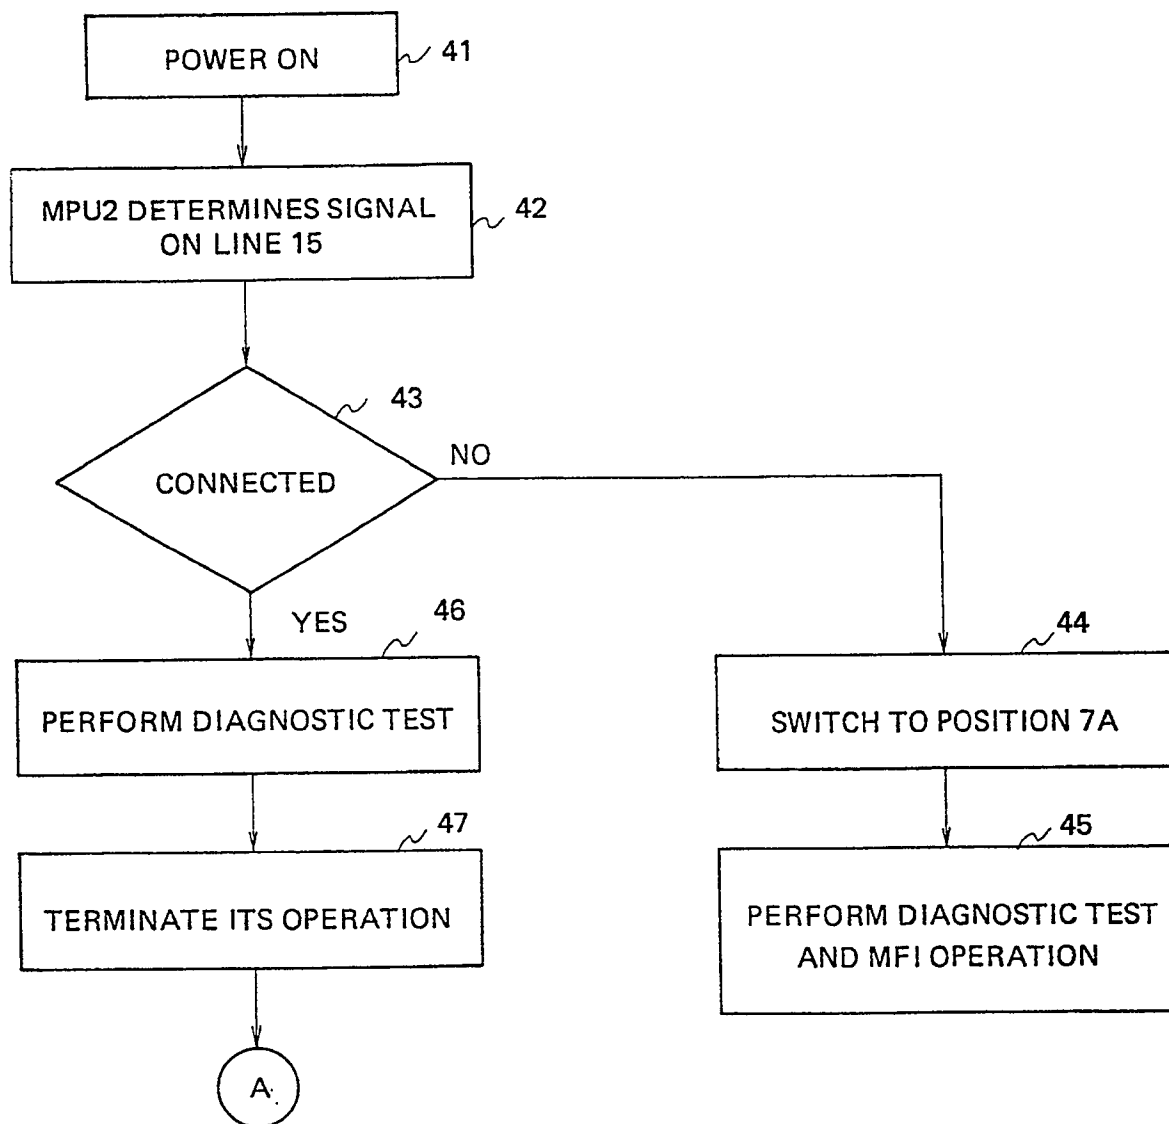 POWER ON
41
MPU2 DETERMINES SIGNAL
ON LINE 15
42
43
CONNECTED
NO
YES
46
44
PERFORM DIAGNOSTIC TEST
SWITCH TO POSITION 7A
47
45
TERMINATE ITS OPERATION
PERFORM DIAGNOSTIC TEST
AND MFI OPERATION
A